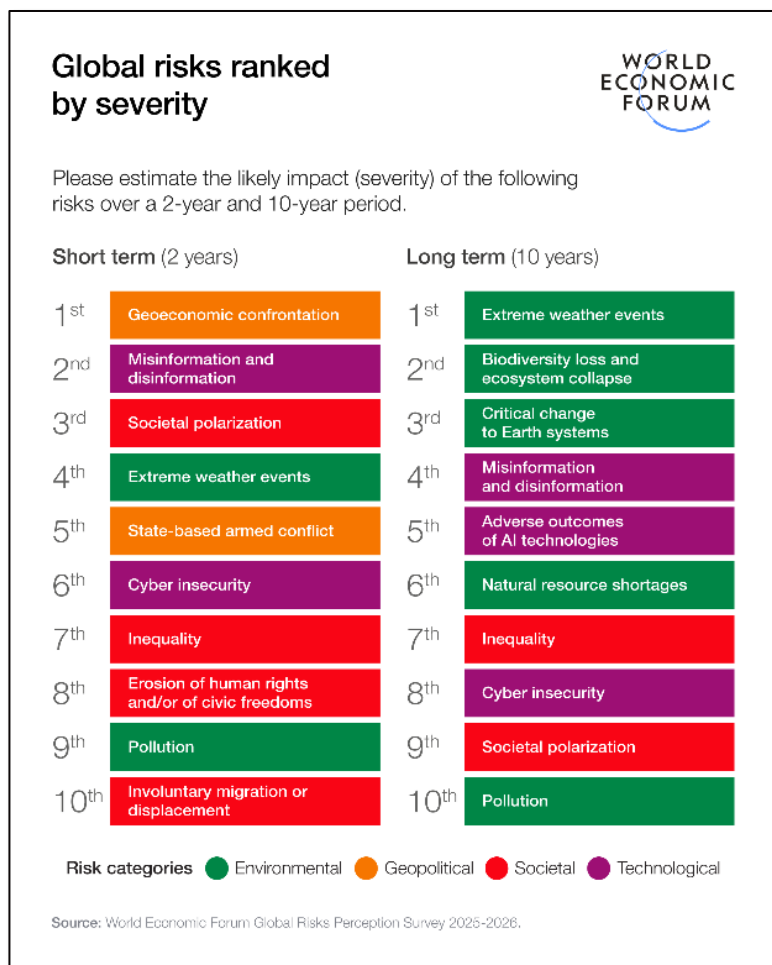 Global risks ranked
by severity
WORLD
ECONOMIC
FORUM
Please estimate the likely impact (severity) of the following
risks over a 2-year and 10-year period.
Short term (2 years)
1st Geoeconomic confrontation
2nd Misinformation and
disinformation
3rd Societal polarization
4th Extreme weather events
5th State-based armed conflict
6th Cyber insecurity
7th Inequality
8th Erosion of human rights
and/or of civic freedoms
9th Pollution
10th Involuntary migration or
displacement
Long term (10 years)
1st Extreme weather events
2nd Biodiversity loss and
ecosystem collapse
3rd Critical change
to Earth systems
4th Misinformation
and disinformation
5th Adverse outcomes
of AI technologies
6th Natural resource shortages
7th Inequality
8th Cyber insecurity
9th Societal polarization
10th Pollution
Risk categories Environmental Geopolitical Societal Technological
Source: World Economic Forum Global Risks Perception Survey 2025-2026.